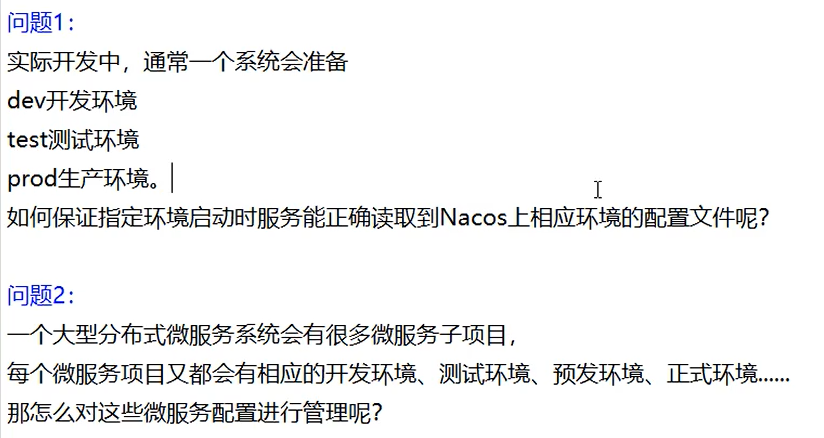 问题1：
实际开发中，通常一个系统会准备
dev开发环境
test测试环境
prod生产环境。
如何保证指定环境启动时服务能正确读取到Nacos上相应环境的配置文件呢？
问题2：
一个大型分布式微服务系统会有很多微服务子项目，
每个微服务项目又都会有相应的开发环境、测试环境、预发环境、正式环境......
那怎么对这些微服务配置进行管理呢？